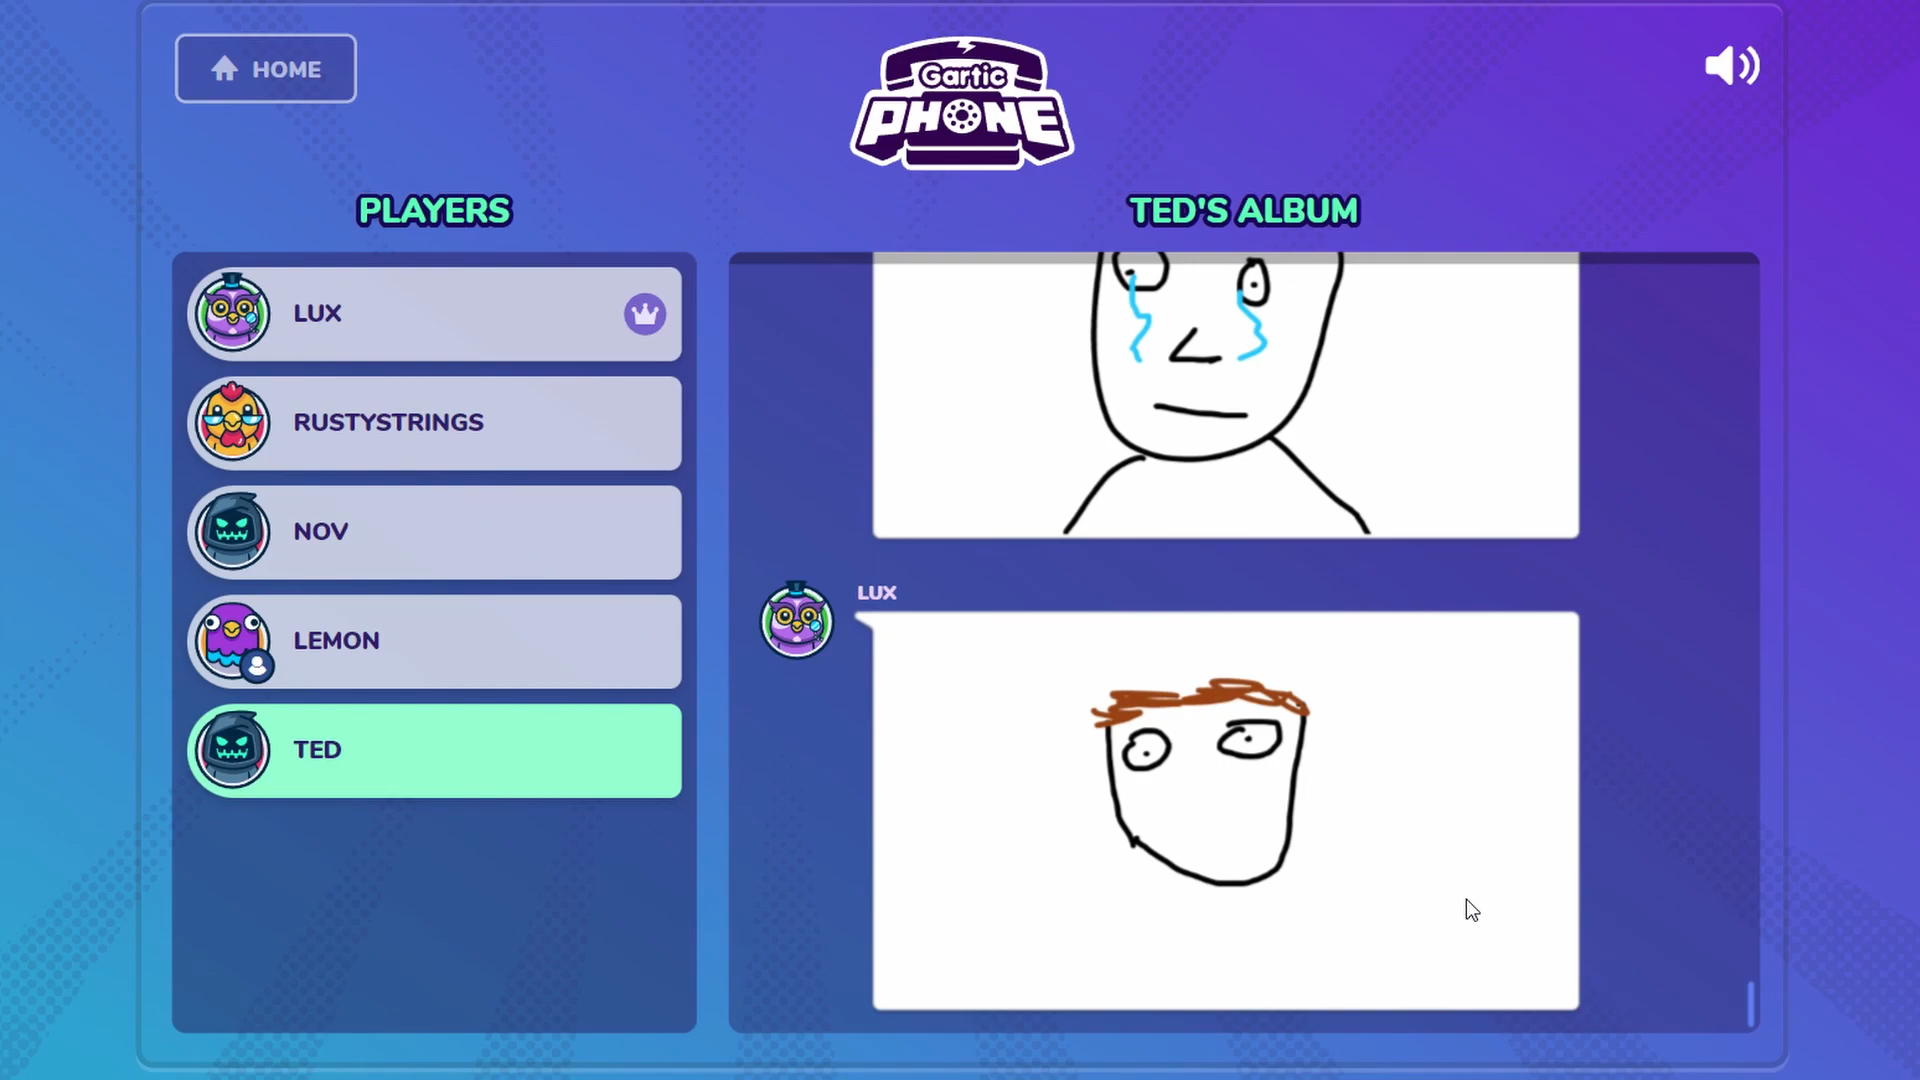 HOME
Gartic
PHONE
PLAYERS
TED'S ALBUM
LUX
RUSTYSTRINGS
NOV
LEMON
TED
LUX